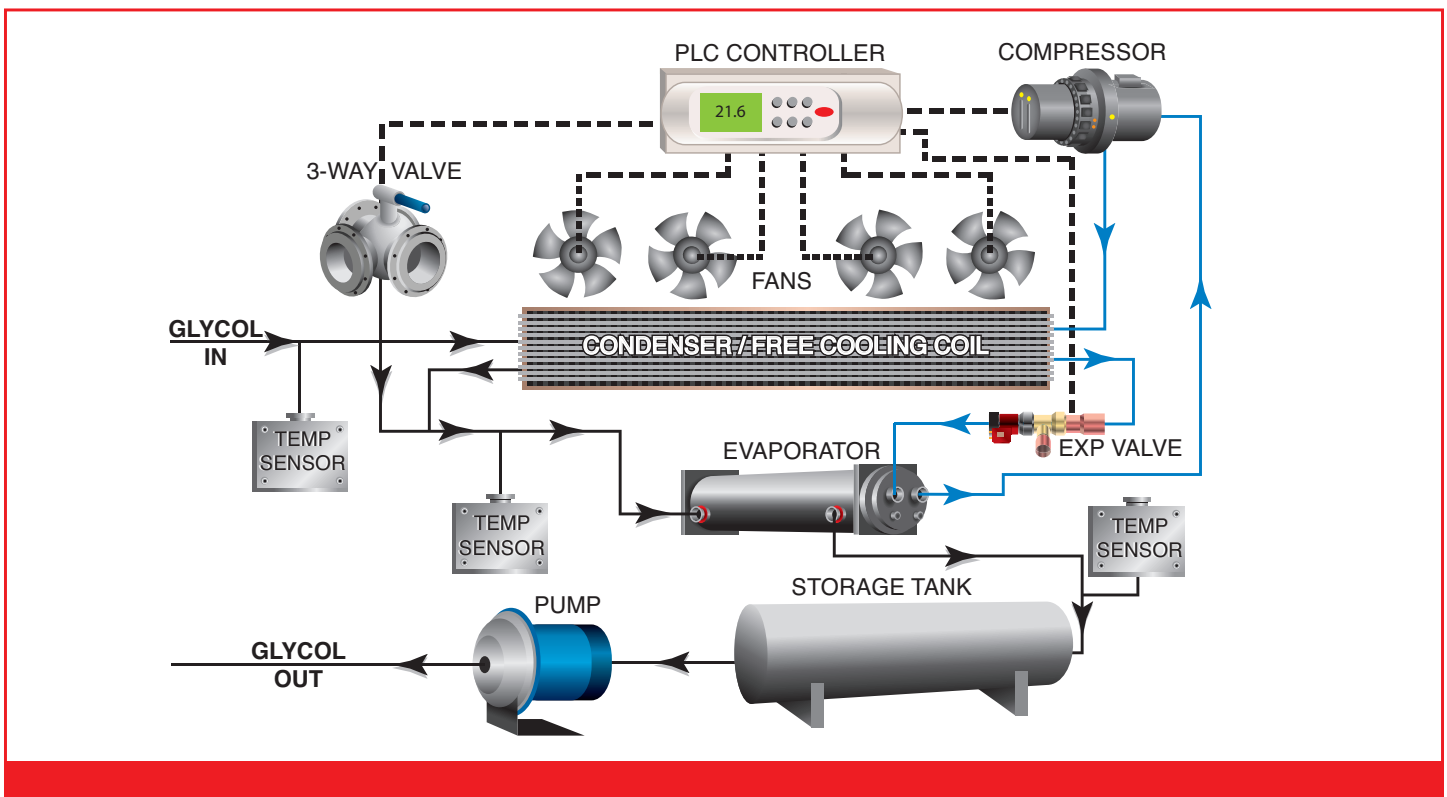 PLC CONTROLLER
COMPRESSOR
21.6
3-WAY VALVE
FANS
GLYCOL
IN
CONDENSER / FREE COOLING COIL
TEMP
SENSOR
EVAPORATOR
EXP VALVE
TEMP
SENSOR
TEMP
SENSOR
STORAGE TANK
PUMP
GLYCOL
OUT